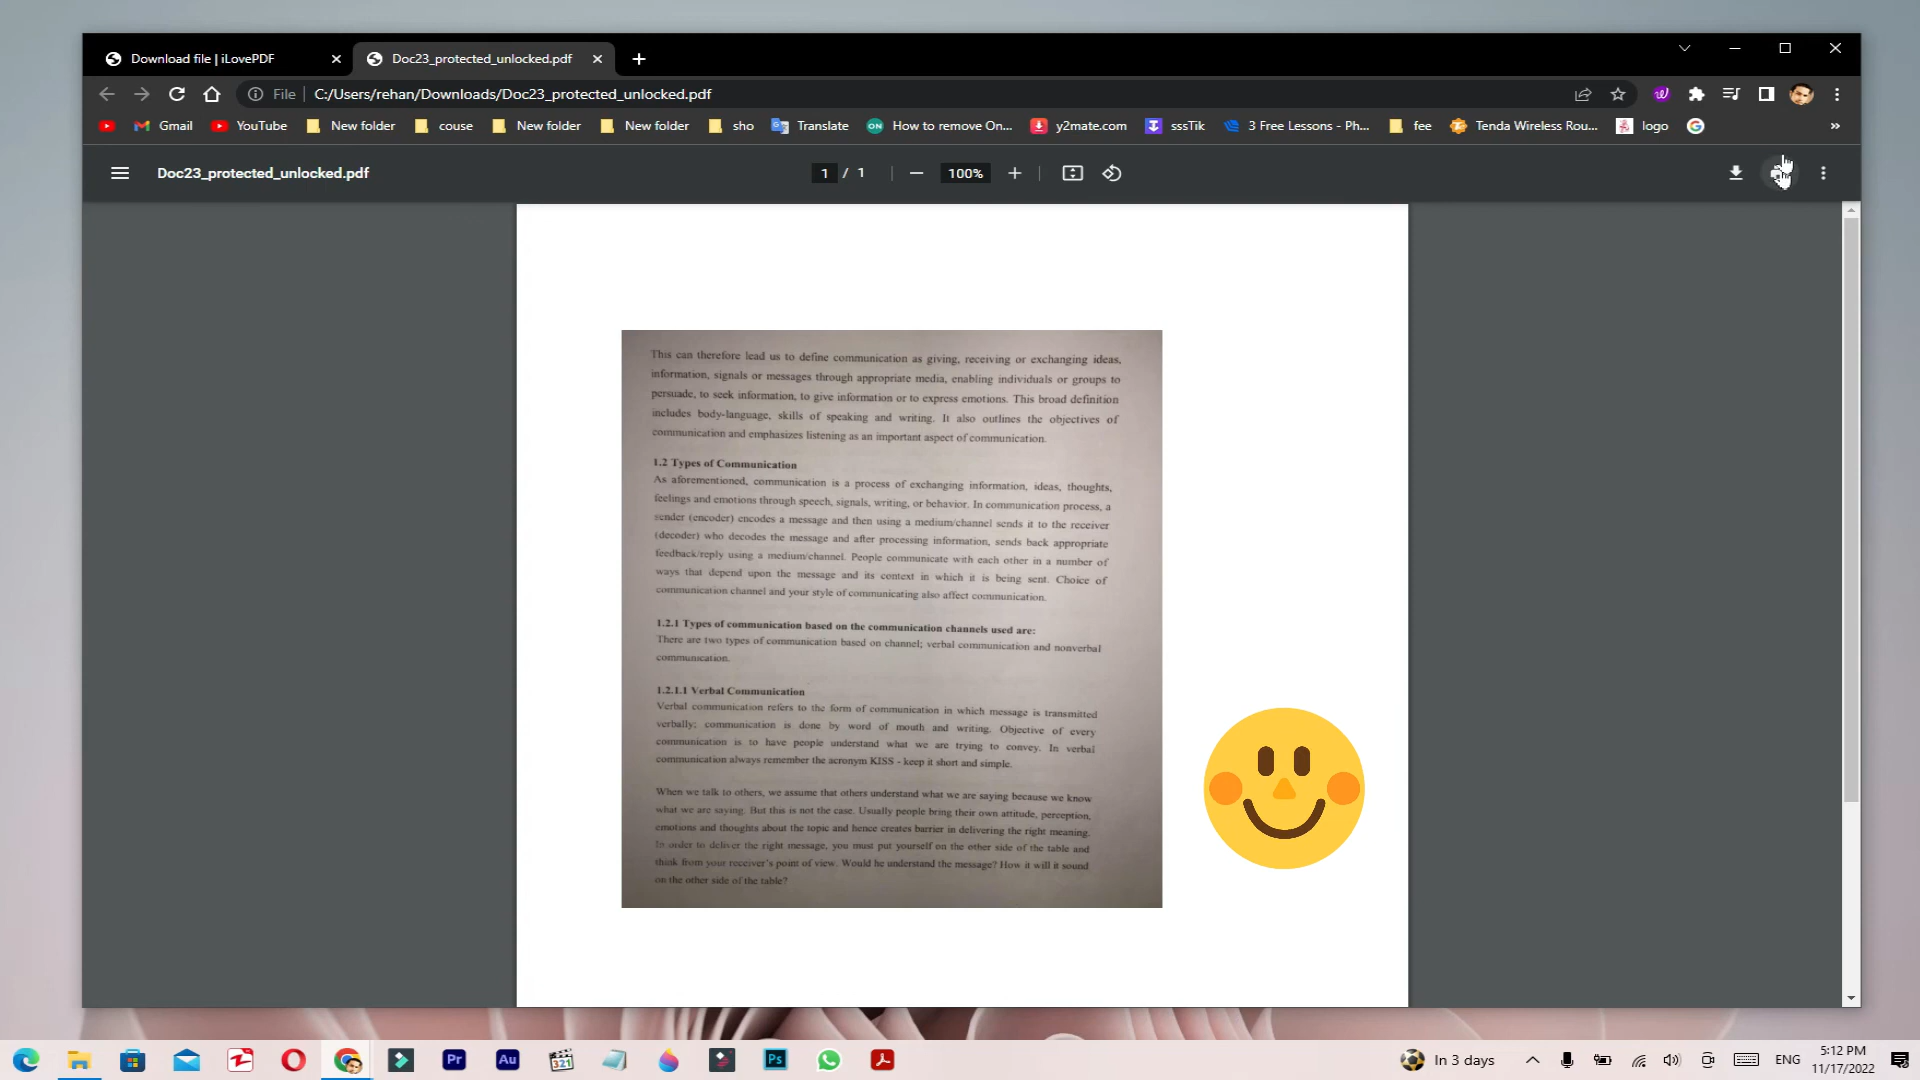 Download file | iLovePDF
Doc23_protected_unlocked.pdf
File
C:/Users/rehan/Downloads/Doc23_protected_unlocked.pdf
Gmail
YouTube
New folder
couse
New folder
New folder
sho
Translate
ON
How to remove On...
y2mate.com
sssTik
3 Free Lessons - Ph...
fee
Tenda Wireless Rou...
logo
Doc23_protected_unlocked.pdf
1 / 1
100%
This can therefore lead us to define communication as giving, receiving or exchanging ideas,
information, signals or messages through appropriate media, enabling individuals or groups to
persuade, to seek information, to give information or to express emotions. This broad definition
includes body-language, skills of speaking and writing. It also outlines the objectives of
communication and emphasizes listening as an important aspect of communication.
1.2 Types of Communication
As aforementioned, communication is a process of exchanging information, ideas, thoughts,
feelings and emotions through speech, signals, writing, or behavior. In communication process, a
sender (encoder) encodes a message and then using a medium/channel sends it to the receiver
(decoder) who decodes the message and after processing information, sends back appropriate
feedback/reply using a medium/channel. People communicate with each other in a number of
ways that depend upon the message and its context in which it is being sent. Choice of
communication channel and your style of communicating also affect communication.
1.2.1 Types of communication based on the communication channels used are:
There are two types of communication based on channel; verbal communication and nonverbal
communication.
1.2.1.1 Verbal Communication
Verbal communication refers to the form of communication in which message is transmitted
verbally; communication is done by word of mouth and writing. Objective of every
communication is to have people understand what we are trying to convey. In verbal
communication always remember the acronym KISS - keep it short and simple.
When we talk to others, we assume that others understand what we are saying because we know
what we are saying. But this is not the case. Usually people bring their own attitude, perception,
emotions and thoughts about the topic and hence creates barrier in delivering the right meaning.
In order to deliver the right message, you must put yourself on the other side of the table and
think from your receiver's point of view. Would he understand the message? How it will it sound
on the other side of the table?
Pr
Au
321
Ps
In 3 days
ENG
5:12 PM
11/17/2022